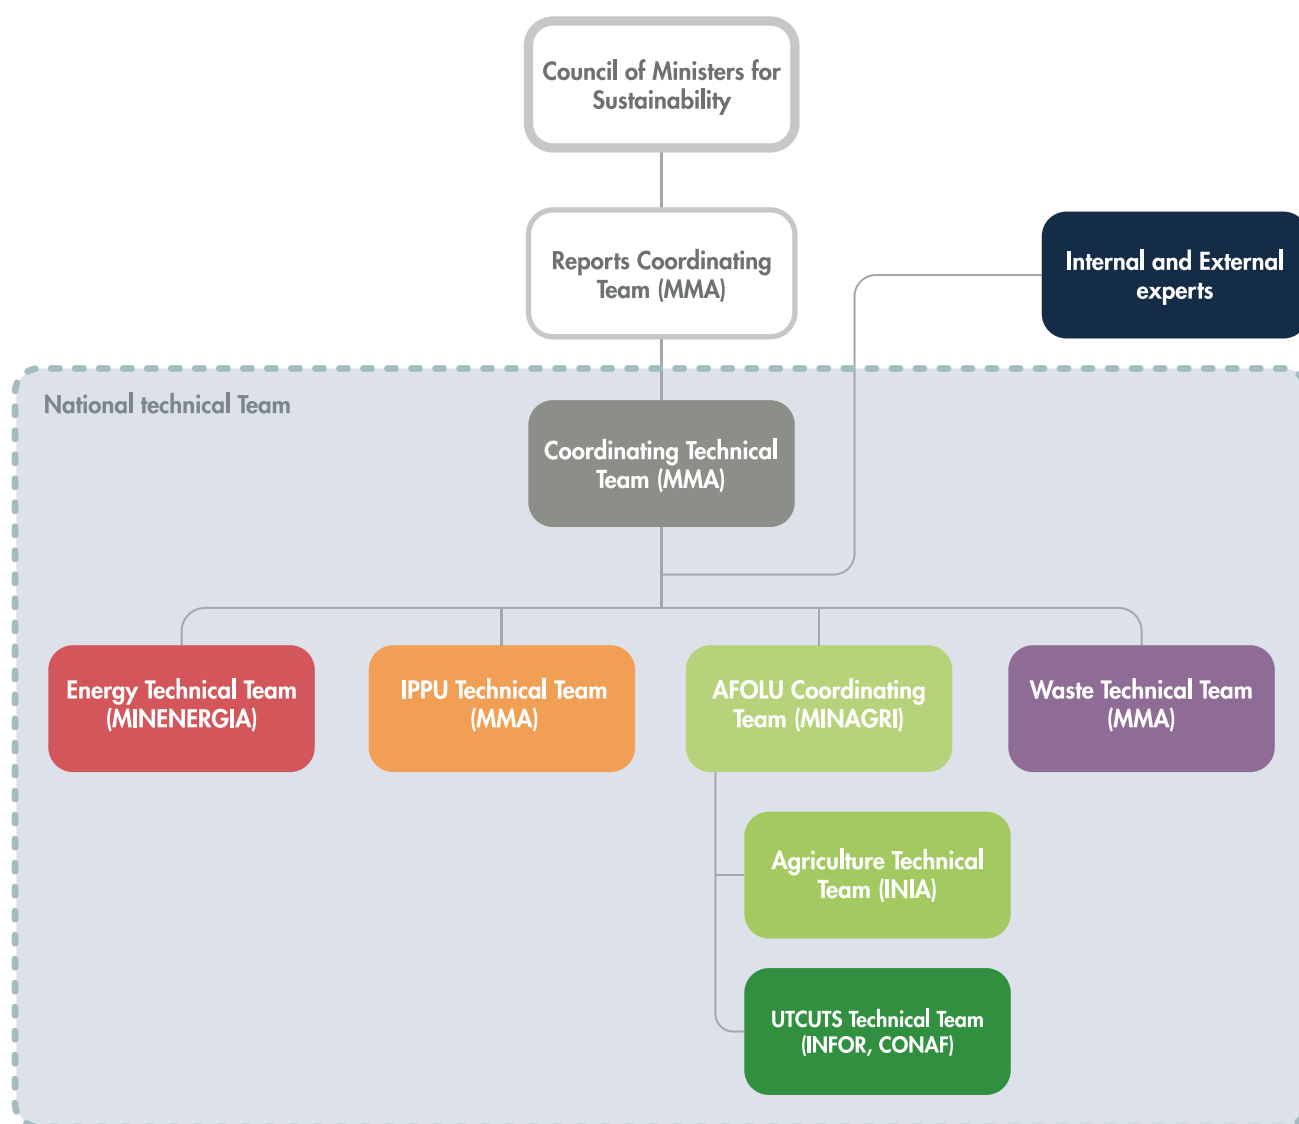 Council of Ministers for
Sustainability
Reports Coordinating
Team (MMA)
Internal and External
experts
National technical Team
Coordinating Technical
Team (MMA)
Energy Technical Team
(MINENERGIA)
IPPU Technical Team
(MMA)
AFOLU Coordinating
Team (MINAGRI)
Waste Technical Team
(MMA)
Agriculture Technical
Team (INIA)
UTCUTS Technical Team
(INFOR, CONAF)